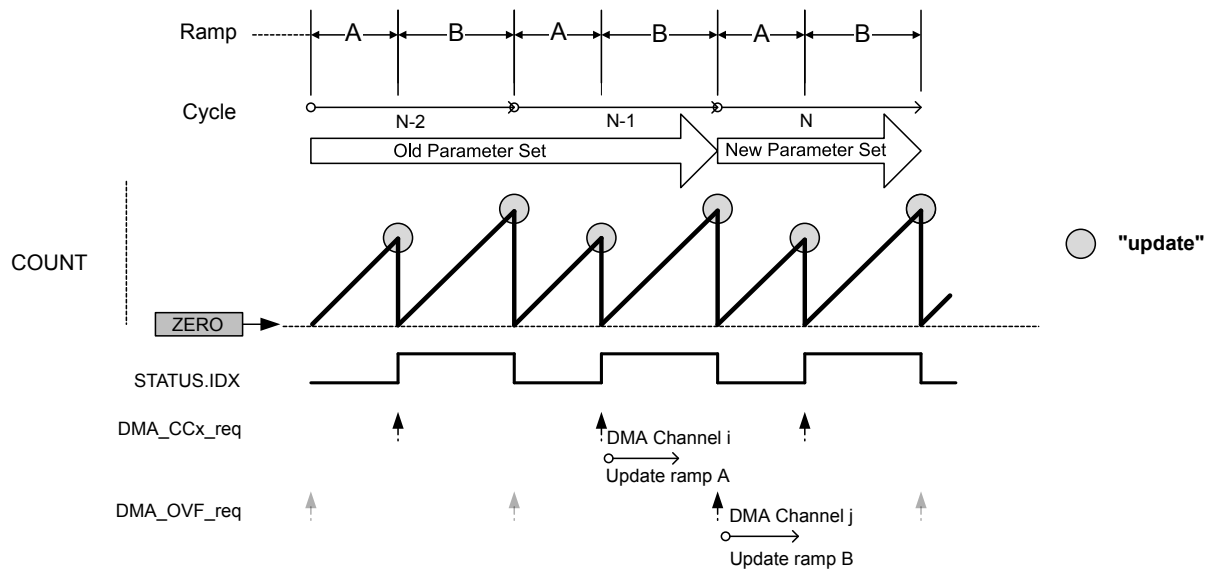 Ramp
A B A B A B
Cycle
N-2 N-1 N
Old Parameter Set New Parameter Set
COUNT
"update"
ZERO
STATUS.IDX
DMA_CCx_req
DMA Channel i
Update ramp A
DMA_OVF_req
DMA Channel j
Update ramp B